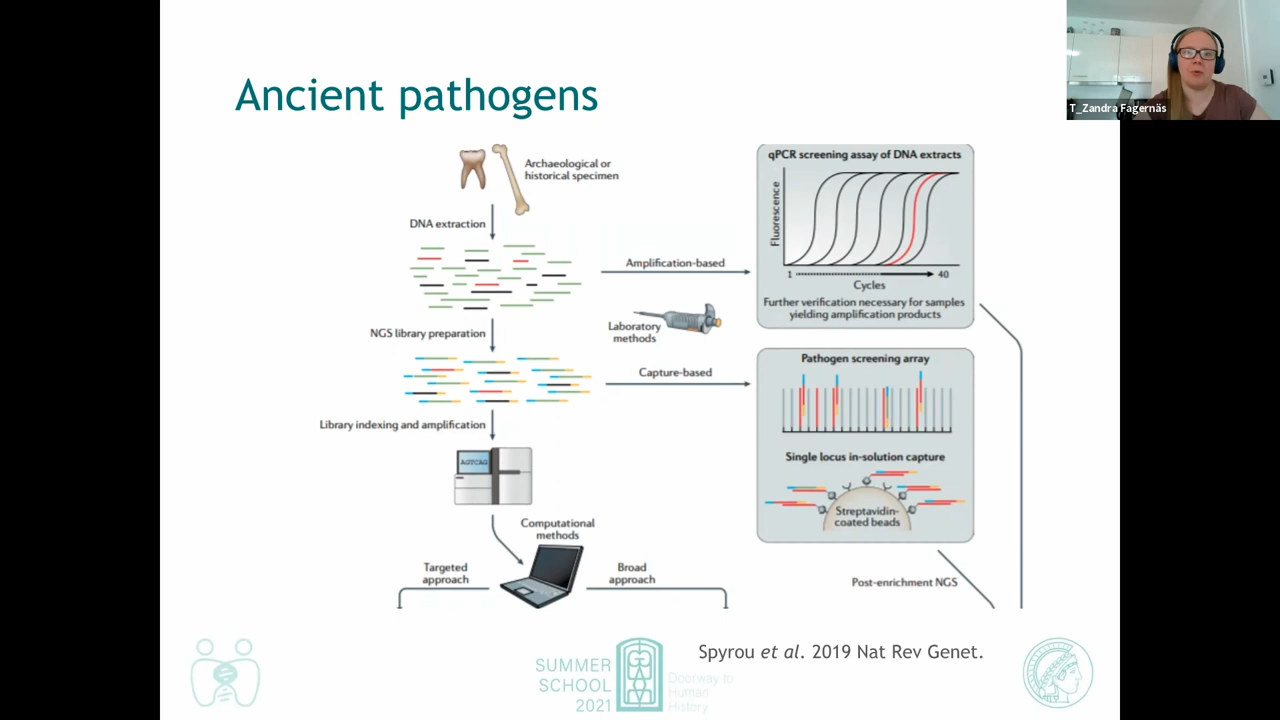 Ancient pathogens
T_Zandra Fagernäs
Archaeological or
historical specimen
DNA extraction
Amplification-based
qPCR screening assay of DNA extracts
Fluorescence
1
40
Cycles
Further verification necessary for samples
yielding amplification products
NGS library preparation
Laboratory
methods
Capture-based
Pathogen screening array
Library indexing and amplification
AGTCAG
Single locus in-solution capture
Streptavidin-
coated beads
Computational
methods
Targeted
approach
Broad
approach
Post-enrichment NGS
Spyrou et al. 2019 Nat Rev Genet.
SUMMER
SCHOOL
2021
Doorway to
Human
History